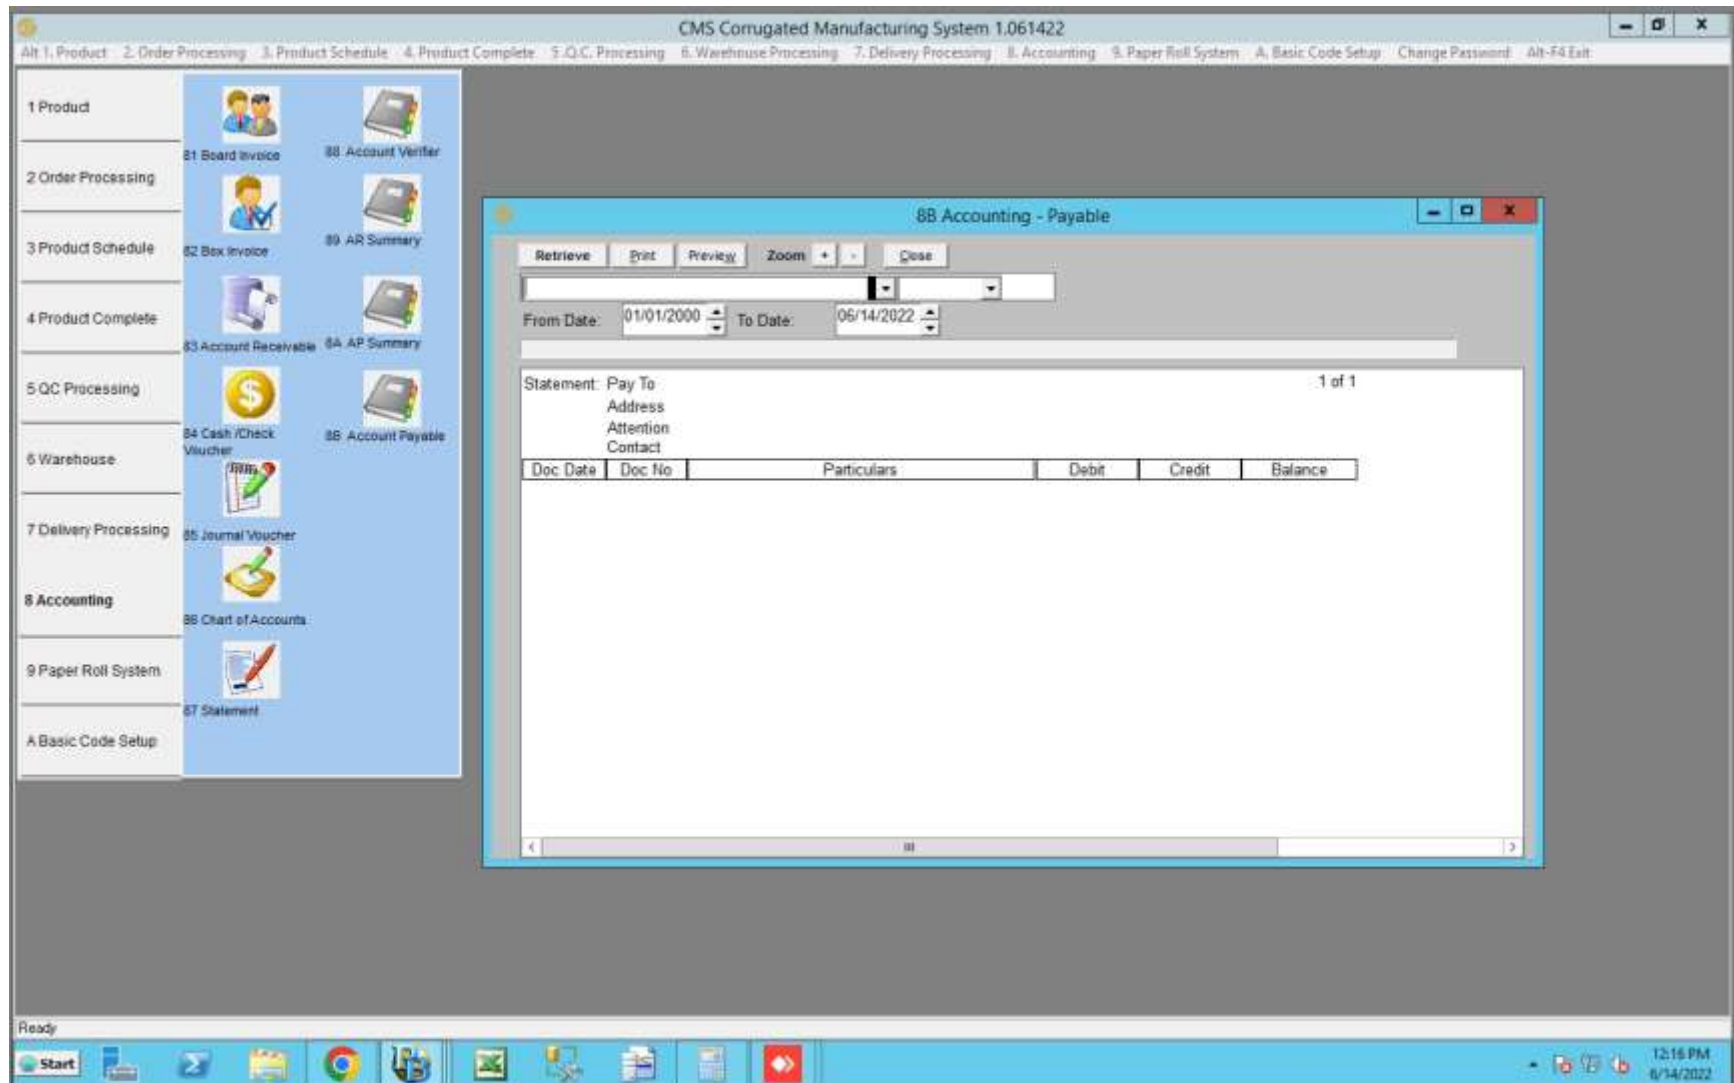 CMS Corrugated Manufacturing System 1.061422
Alt 1. Product 2. Order Processing 3. Product Schedule 4. Product Complete 5 .Q.C. Processing 6. Warehouse Processing 7. Delivery Processing 8. Accounting 9. Paper Roll System A. Basic Code Setup Change Password Alt-F4 Exit
1 Product
2 Order Processing
3 Product Schedule
4 Product Complete
5 QC Processing
6 Warehouse
7 Delivery Processing
8 Accounting
9 Paper Roll System
A Basic Code Setup
81 Board Invoice
82 Box Invoice
83 Account Receivable
84 Cash /Check
Voucher
85 Journal Voucher
86 Chart of Accounts
87 Statement
88 Account Verifier
89 AR Summary
8A AP Summary
8B Account Payable
8B Accounting - Payable
Retrieve Print Preview Zoom + - Close
From Date: 01/01/2000 To Date: 06/14/2022
Statement: Pay To 1 of 1
Address
Attention
Contact
Doc Date Doc No Particulars Debit Credit Balance
Ready
Start
12:16 PM
6/14/2022